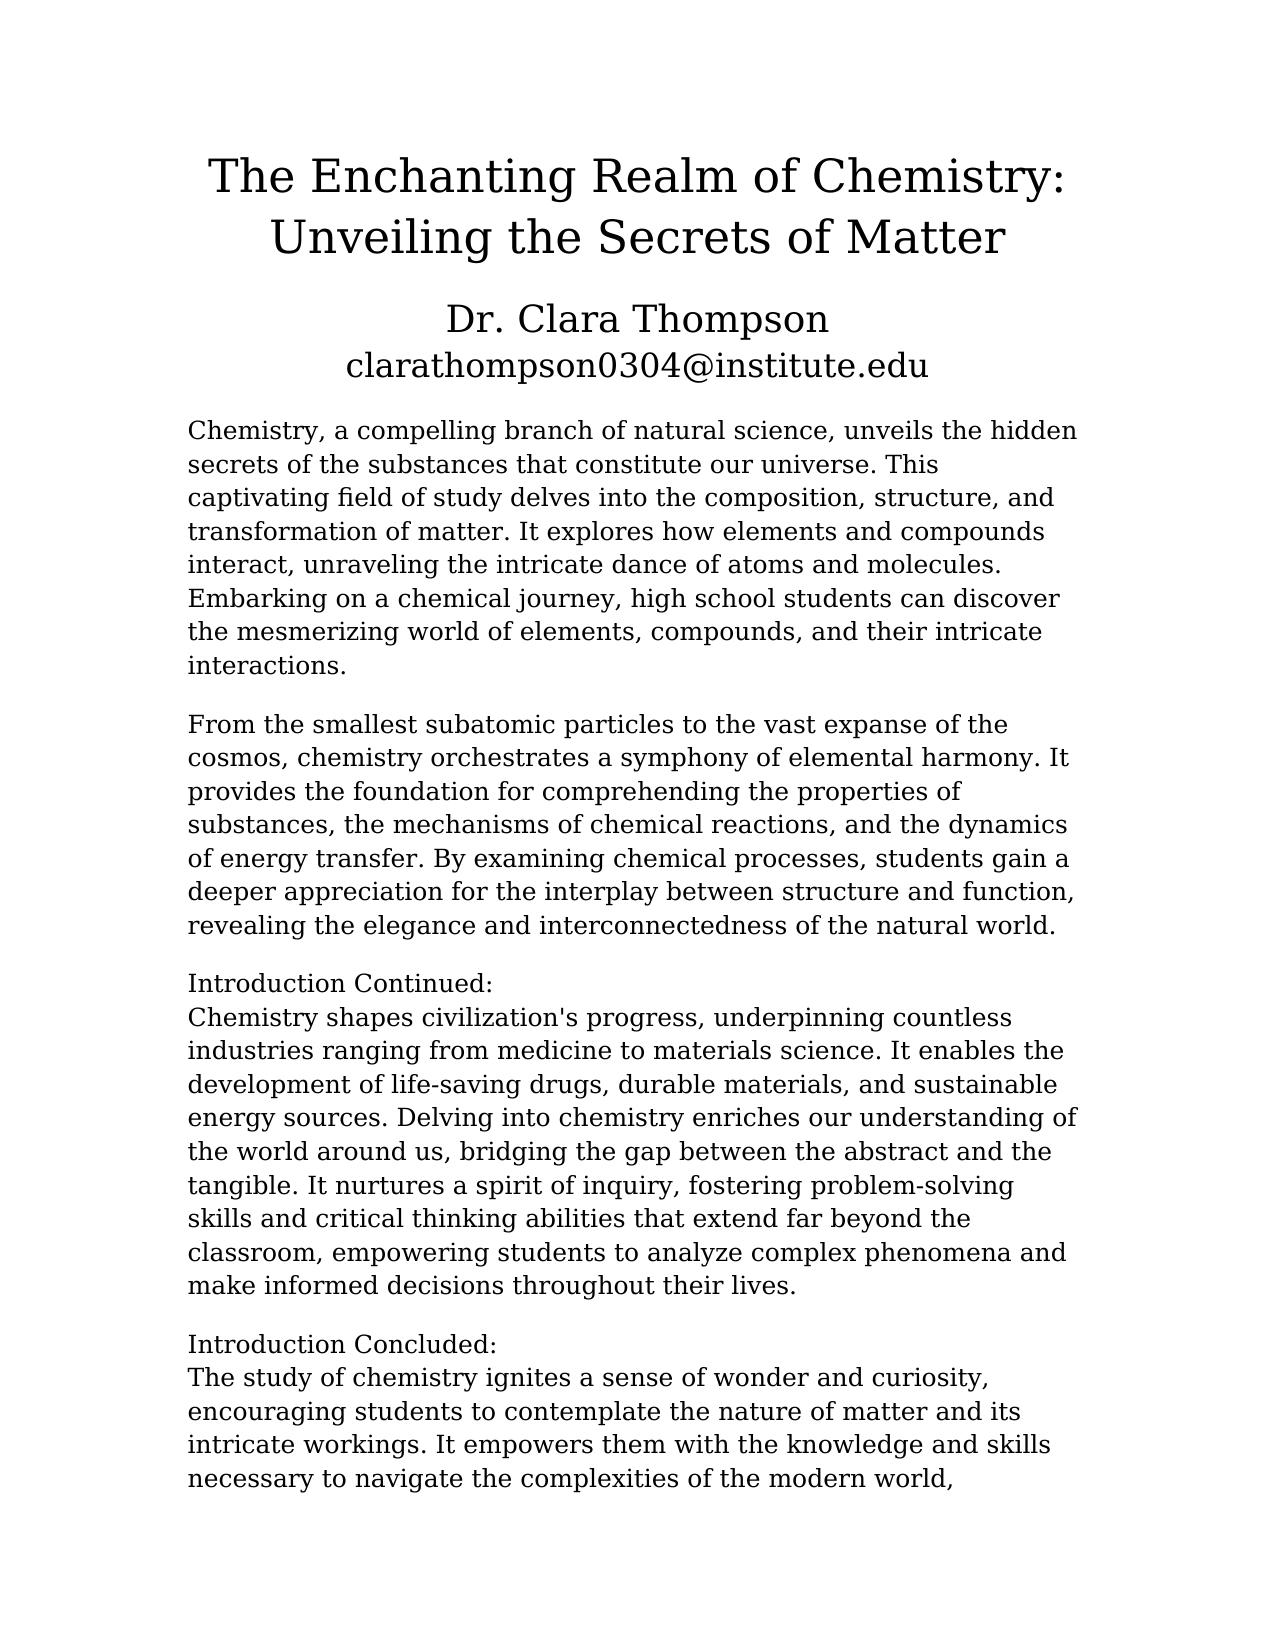 The Enchanting Realm of Chemistry:
Unveiling the Secrets of Matter
Dr. Clara Thompson
clarathompson0304@institute.edu
Chemistry, a compelling branch of natural science, unveils the hidden
secrets of the substances that constitute our universe. This
captivating field of study delves into the composition, structure, and
transformation of matter. It explores how elements and compounds
interact, unraveling the intricate dance of atoms and molecules.
Embarking on a chemical journey, high school students can discover
the mesmerizing world of elements, compounds, and their intricate
interactions.
From the smallest subatomic particles to the vast expanse of the
cosmos, chemistry orchestrates a symphony of elemental harmony. It
provides the foundation for comprehending the properties of
substances, the mechanisms of chemical reactions, and the dynamics
of energy transfer. By examining chemical processes, students gain a
deeper appreciation for the interplay between structure and function,
revealing the elegance and interconnectedness of the natural world.
Introduction Continued:
Chemistry shapes civilization's progress, underpinning countless
industries ranging from medicine to materials science. It enables the
development of life-saving drugs, durable materials, and sustainable
energy sources. Delving into chemistry enriches our understanding of
the world around us, bridging the gap between the abstract and the
tangible. It nurtures a spirit of inquiry, fostering problem-solving
skills and critical thinking abilities that extend far beyond the
classroom, empowering students to analyze complex phenomena and
make informed decisions throughout their lives.
Introduction Concluded:
The study of chemistry ignites a sense of wonder and curiosity,
encouraging students to contemplate the nature of matter and its
intricate workings. It empowers them with the knowledge and skills
necessary to navigate the complexities of the modern world,